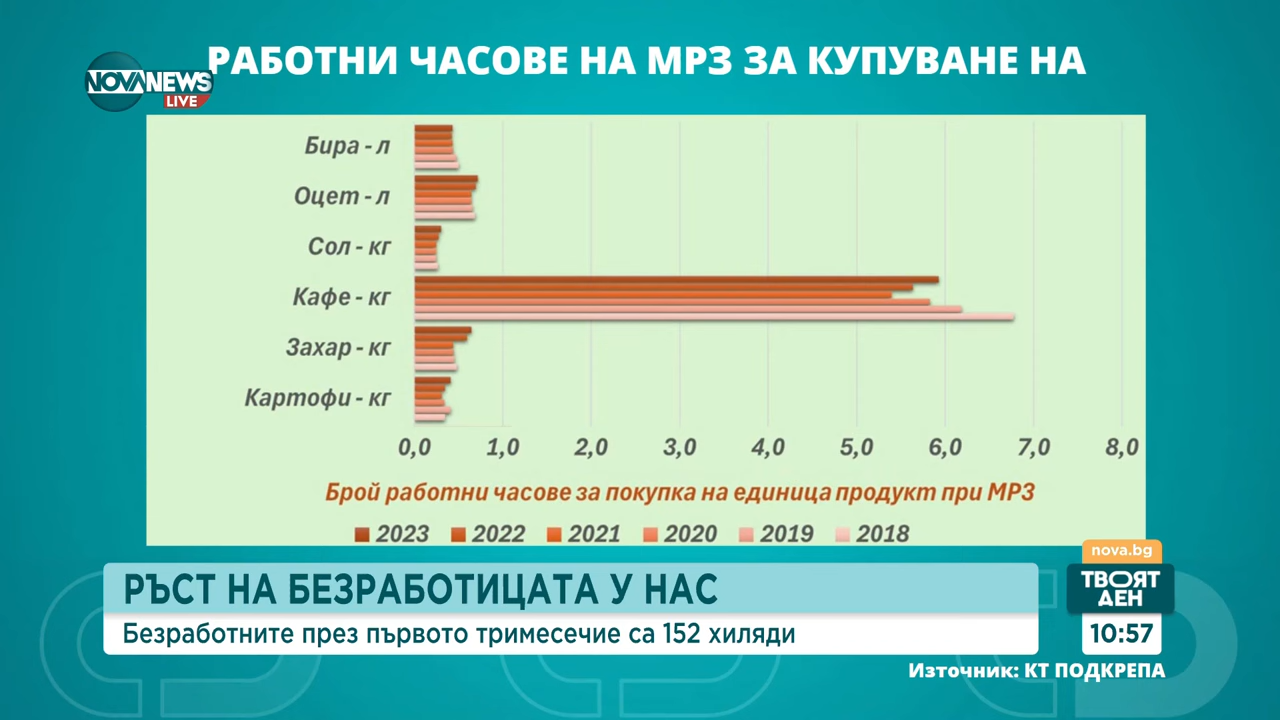 РАБОТНИ ЧАСОВЕ НА МРЗ ЗА КУПУВАНЕ НА
NOVANEWS
LIVE
Бира - л
Оцет - л
Сол - кг
Кафе - кг
Захар - кг
Картофи - кг
0,0 1,0 2,0 3,0 4,0 5,0 6,0 7,0 8,0
Брой работни часове за покупка на единица продукт при МРЗ
2023 2022 2021 2020 2019 2018
nova.bg
ТВОЯТ
ДЕН
10:57
РЪСТ НА БЕЗРАБОТИЦАТА У НАС
Безработните през първото тримесечие са 152 хиляди
Източник: КТ ПОДКРЕПА